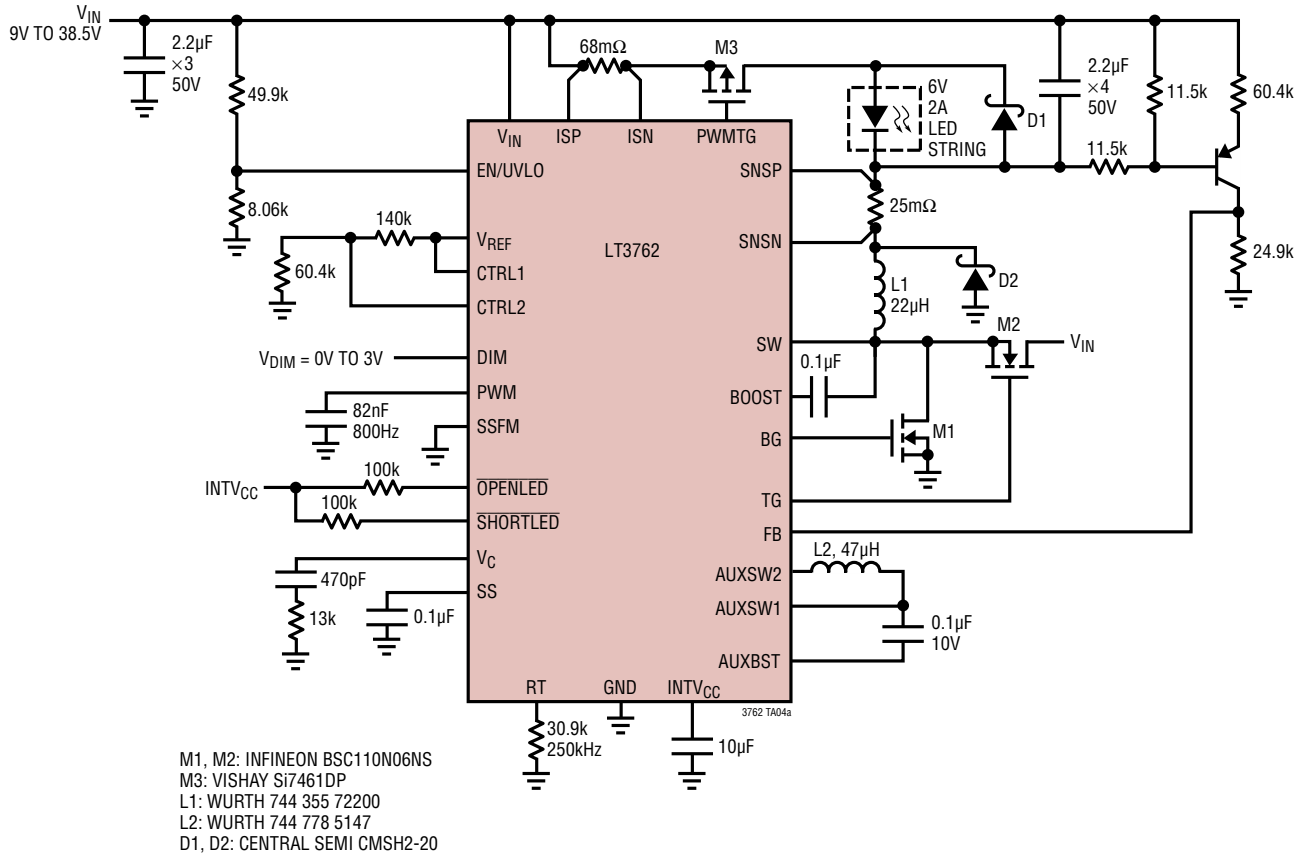 VIN
9V TO 38.5V
2.2µF
×3
50V
49.9k
8.06k
68mΩ
M3
6V
2A
LED
STRING
D1
2.2µF
×4
50V
11.5k
60.4k
11.5k
24.9k
VIN
ISP
ISN
PWMTG
EN/UVLO
SNSP
25mΩ
SNSN
LT3762
140k
VREF
60.4k
CTRL1
CTRL2
L1
22µH
D2
M2
SW
VIN
VDIM = 0V TO 3V
DIM
0.1µF
BOOST
PWM
82nF
800Hz
SSFM
BG
M1
INTVCC
100k
OPENLED
100k
SHORTLED
TG
FB
VC
470pF
13k
SS
0.1µF
L2, 47µH
AUXSW2
AUXSW1
0.1µF
10V
AUXBST
RT
GND
INTVCC
3762 TA04a
30.9k
250kHz
10µF
M1, M2: INFINEON BSC110N06NS
M3: VISHAY Si7461DP
L1: WURTH 744 355 72200
L2: WURTH 744 778 5147
D1, D2: CENTRAL SEMI CMSH2-20